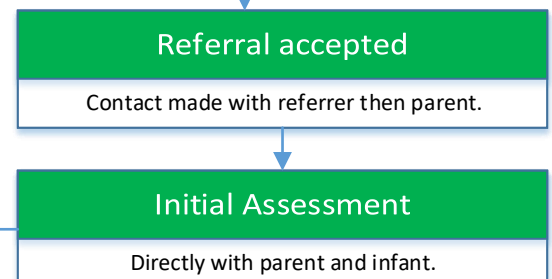 Referral accepted
Contact made with referrer then parent.
Initial Assessment
Directly with parent and infant.